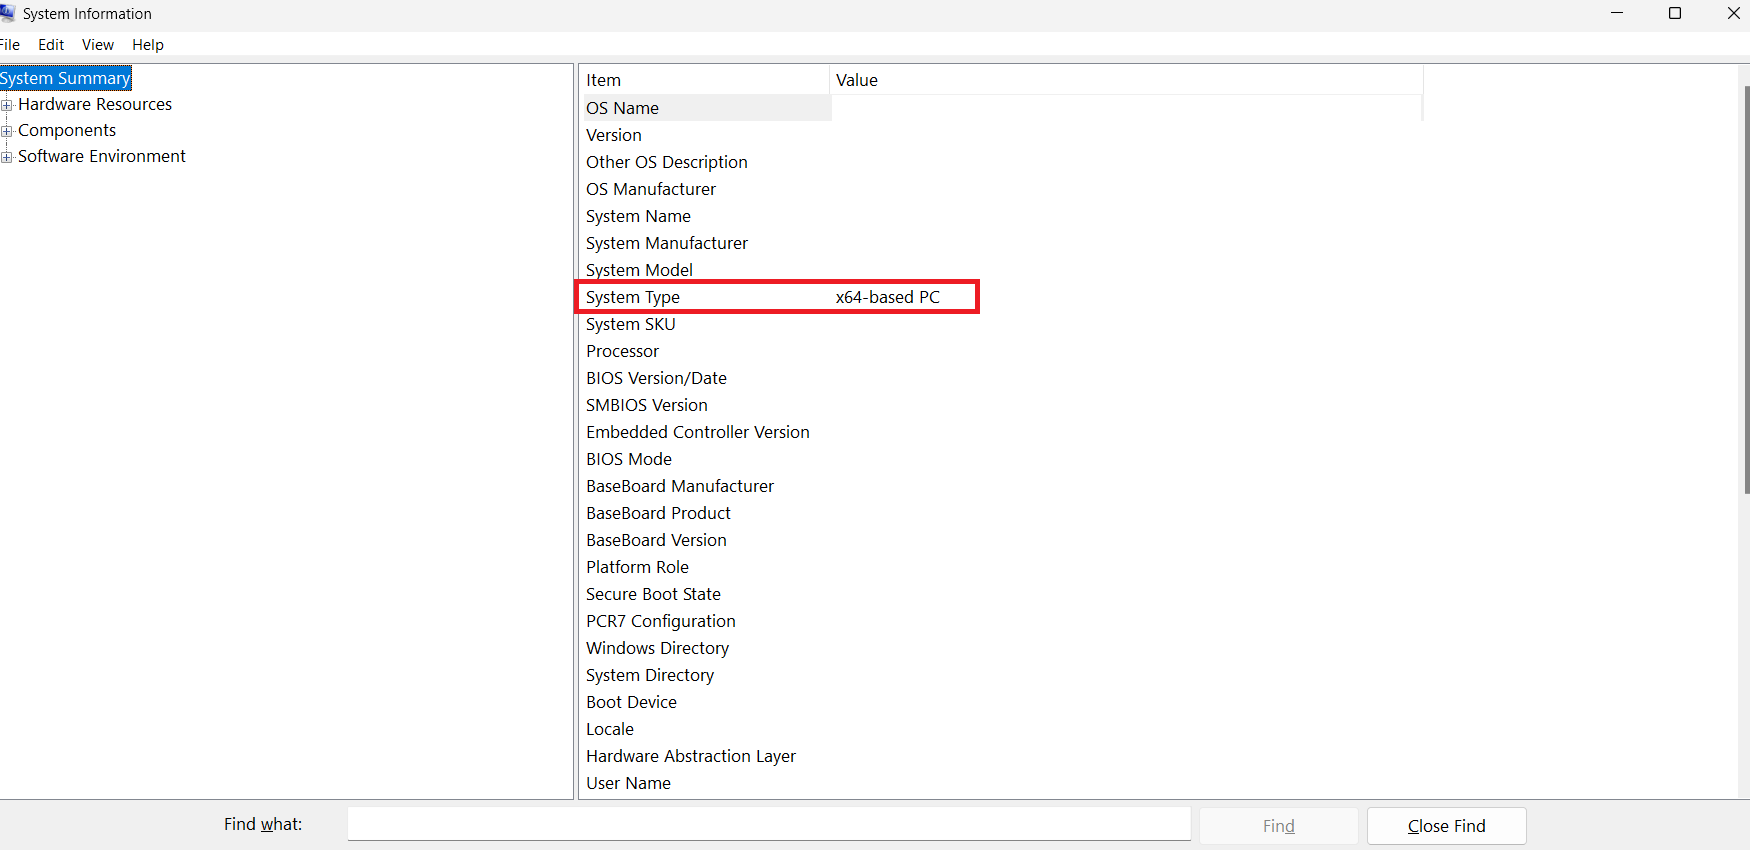 System Information
File Edit View Help
System Summary
Hardware Resources
Components
Software Environment
Item Value
OS Name
Version
Other OS Description
OS Manufacturer
System Name
System Manufacturer
System Model
System Type x64-based PC
System SKU
Processor
BIOS Version/Date
SMBIOS Version
Embedded Controller Version
BIOS Mode
BaseBoard Manufacturer
BaseBoard Product
BaseBoard Version
Platform Role
Secure Boot State
PCR7 Configuration
Windows Directory
System Directory
Boot Device
Locale
Hardware Abstraction Layer
User Name
Find what: Find Close Find